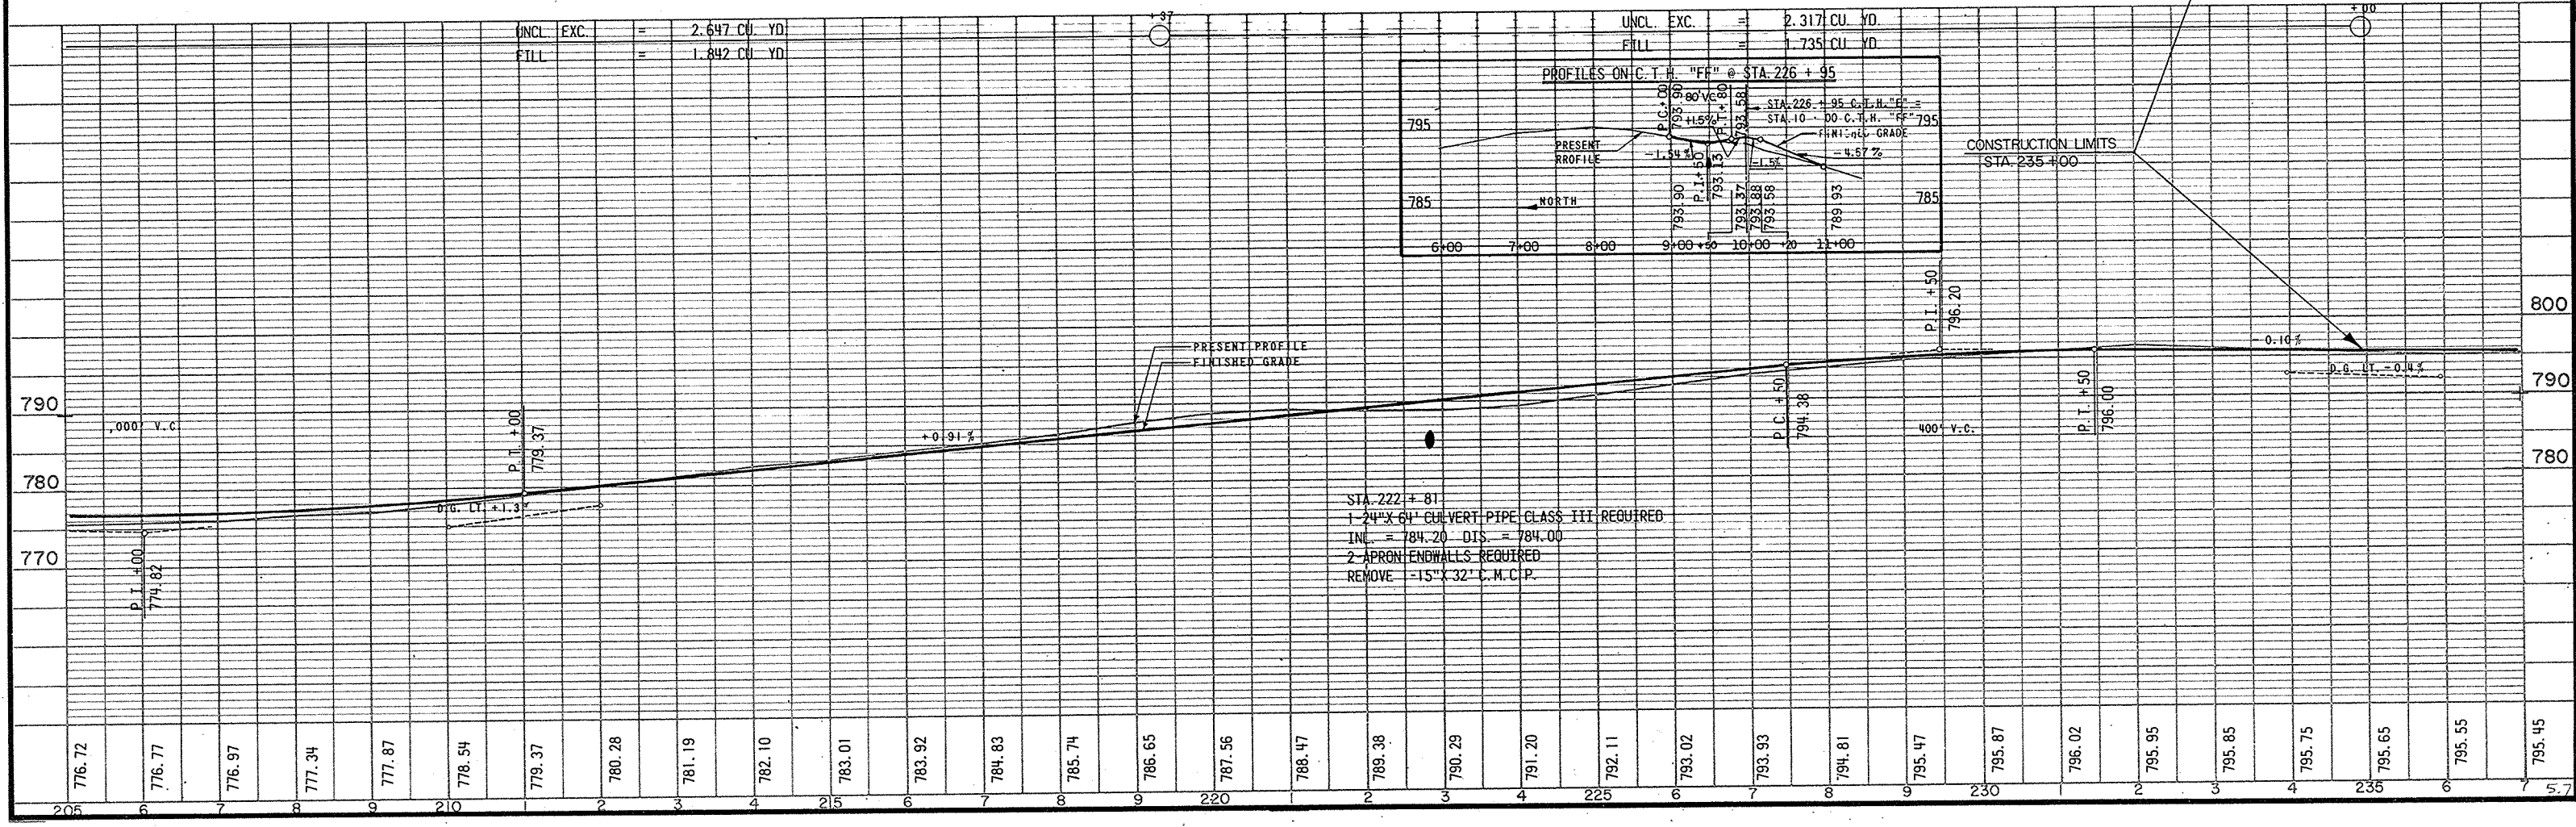 UNCL. EXC. = 2.647 CU. YD.
FILL = 1.842 CU. YD.
+37
UNCL. EXC. = 2.317 CU. YD.
FILL = 1.735 CU. YD.
+00
PROFILES ON C.T.H. "FF" @ STA. 226 + 95
795
785
PRESENT
RROFILE
NORTH
P.C.+00
793.90
80' V.C.
+1.5%
P.T.+80
793.58
STA. 226 + 95 C.T.H. "E" =
STA. 10 + 00 C.T.H. "FF"
795
FINISHED GRADE
-1.54%
P.I.+50
793.13
-1.5%
-4.57%
785
793.90
793.37
793.88
793.58
789.93
6+00 7+00 8+00 9+00 +50 10+00 +20 11+00
CONSTRUCTION LIMITS
STA. 235+00
800
790
780
790
780
770
,000' V.C.
P.I. +00
774.82
P.T. +00
779.37
D.G. LT. +1.3
+0.91%
PRESENT PROFILE
FINISHED GRADE
STA. 222 + 81
1-24"X 64' CULVERT PIPE CLASS III REQUIRED
INL. = 784.20 DIS. = 784.00
2-APRON ENDWALLS REQUIRED
REMOVE -15"X 32' C.M.C.P.
P.C. +50
794.38
P.I. +50
796.20
400' V.C.
P.T. +50
796.00
-0.10%
D.G. LT. -0.4%
776.72 776.77 776.97 777.34 777.87 778.54 779.37 780.28 781.19 782.10 783.01 783.92 784.83 785.74 786.65 787.56 788.47 789.38 790.29 791.20 792.11 793.02 793.93 794.81 795.47 795.87 796.02 795.95 795.85 795.75 795.65 795.55 795.45
205 6 7 8 9 210 1 2 3 4 215 6 7 8 9 220 1 2 3 4 225 6 7 8 9 230 1 2 3 4 235 6 7
5.7